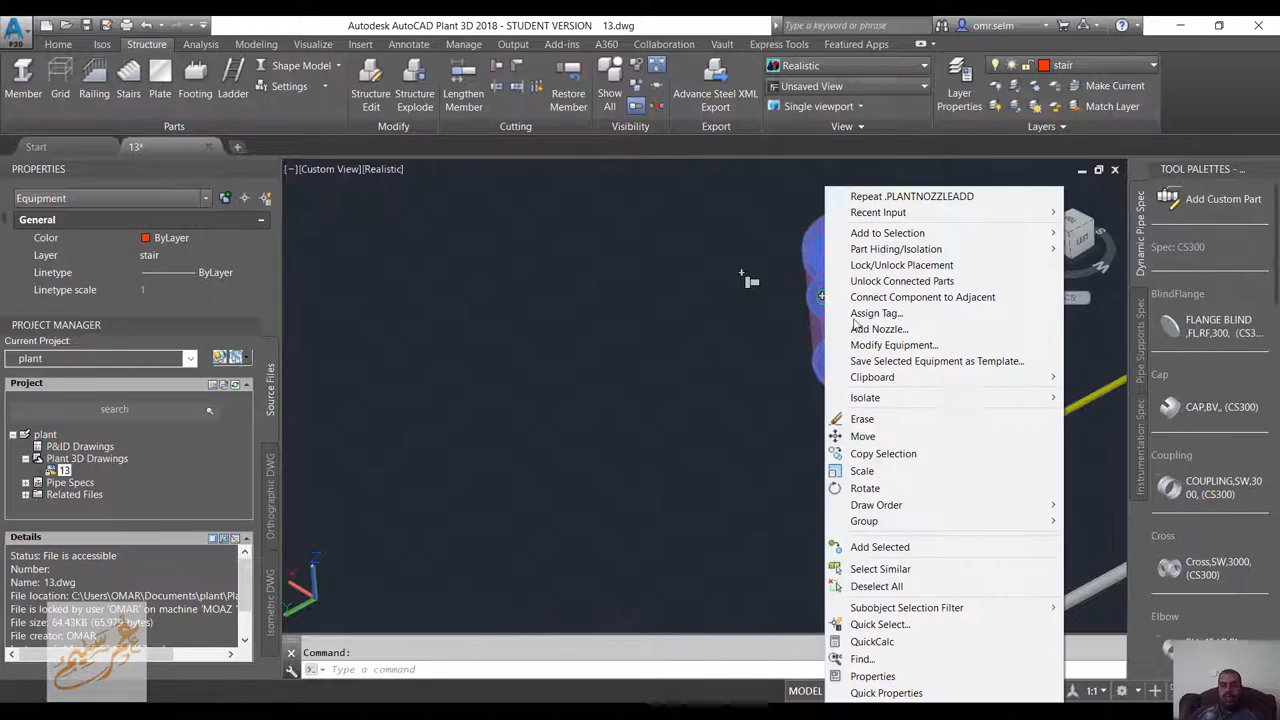 Autodesk AutoCAD Plant 3D 2018 - STUDENT VERSION 13.dwg
Type a keyword or phrase
omr.selm
P3D
Home Isos Structure Analysis Modeling Visualize Insert Annotate Manage Output Add-ins A360 Collaboration Vault Express Tools Featured Apps
Member Grid Railing Stairs Plate Footing Ladder
Shape Model
Settings
Parts
Structure Edit
Structure Explode
Modify
Lengthen Member
Restore Member
Cutting
Show All
Visibility
Advance Steel XML Export
Export
Realistic
Unsaved View
Single viewport
View
Layer Properties
stair
Make Current
Match Layer
Layers
Start
13*
PROPERTIES
Equipment
General
Color ByLayer
Layer stair
Linetype ByLayer
Linetype scale 1
PROJECT MANAGER
Current Project:
plant
Project
search
plant
P&ID Drawings
Plant 3D Drawings
13
Pipe Specs
Related Files
Details
Status: File is accessible
Number:
Name: 13.dwg
File location: C:\Users\OMAR\Documents\plant\Pla
File is locked by user 'OMAR' on machine 'MOAZ'
File size: 64.43KB (65,979 bytes)
File creator: OMAR
Source Files
Orthographic DWG
Isometric DWG
[−][Custom View][Realistic]
Repeat .PLANTNOZZLEADD
Recent Input
Add to Selection
Part Hiding/Isolation
Lock/Unlock Placement
Unlock Connected Parts
Connect Component to Adjacent
Assign Tag...
Add Nozzle...
Modify Equipment...
Save Selected Equipment as Template...
Clipboard
Isolate
Erase
Move
Copy Selection
Scale
Rotate
Draw Order
Group
Add Selected
Select Similar
Deselect All
Subobject Selection Filter
Quick Select...
QuickCalc
Find...
Properties
Quick Properties
Command:
Type a command
MODEL
1:1
TOOL PALETTES - ...
Dynamic Pipe Spec
Pipe Supports Spec
Instrumentation Spec
Add Custom Part
Spec: CS300
BlindFlange
FLANGE BLIND ,FL,RF,300, (CS3...
Cap
CAP,BV,, (CS300)
Coupling
COUPLING,SW,30 00, (CS300)
Cross
Cross,SW,3000, (CS300)
Elbow